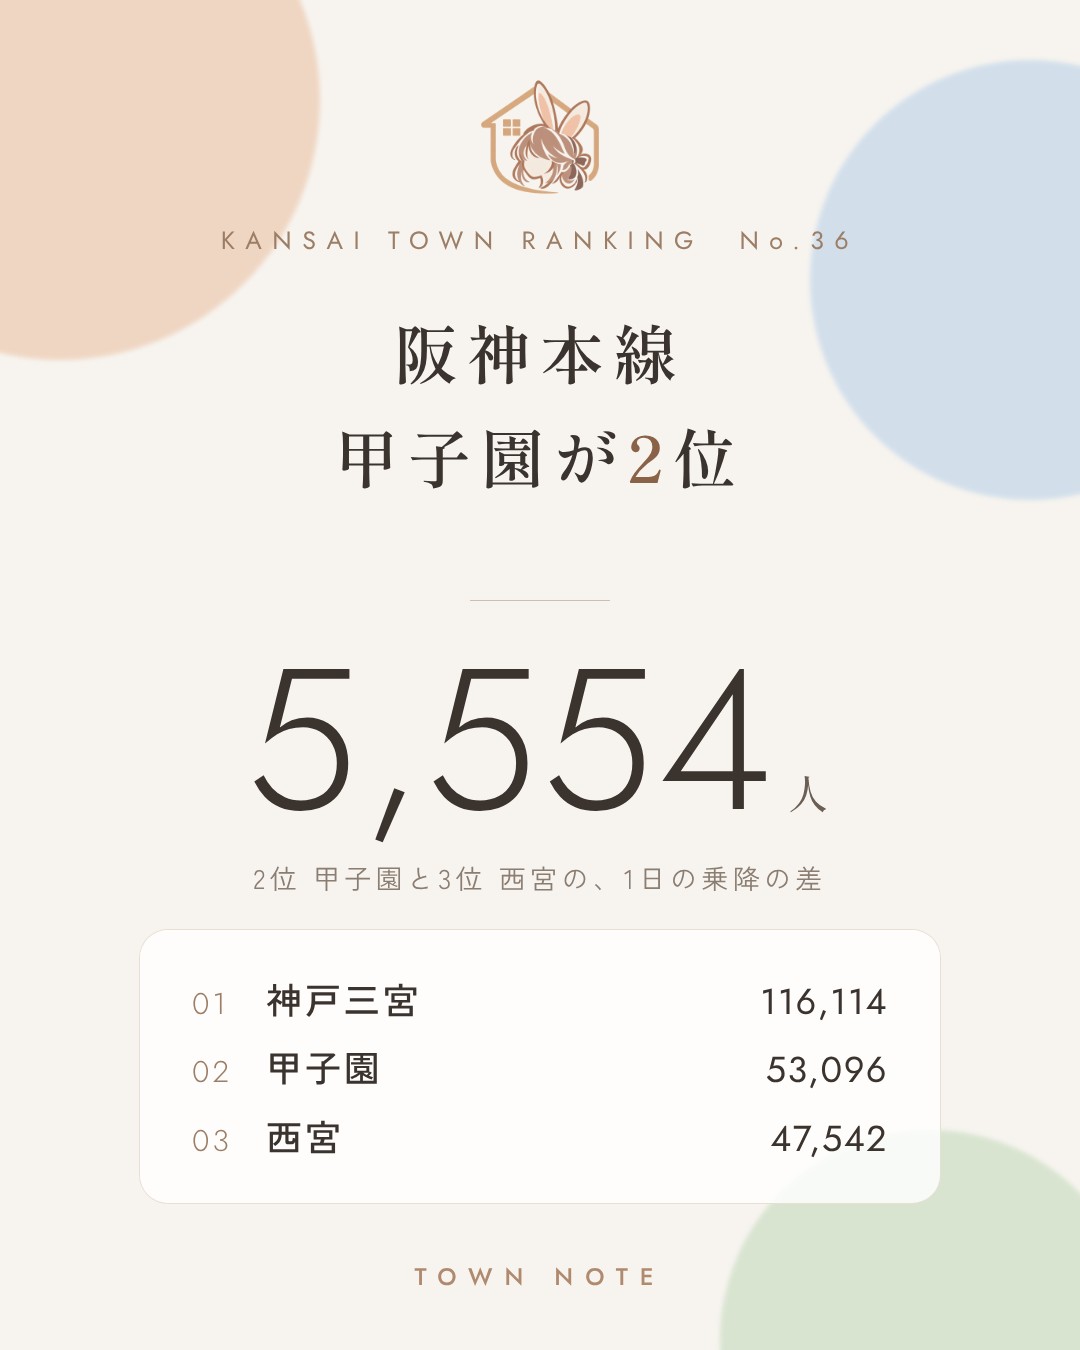 KANSAI TOWN RANKING No.36
阪神本線
甲子園が2位
5,554人
2位 甲子園と3位 西宮の、1日の乗降の差
01 神戸三宮 116,114
02 甲子園 53,096
03 西宮 47,542
TOWN NOTE